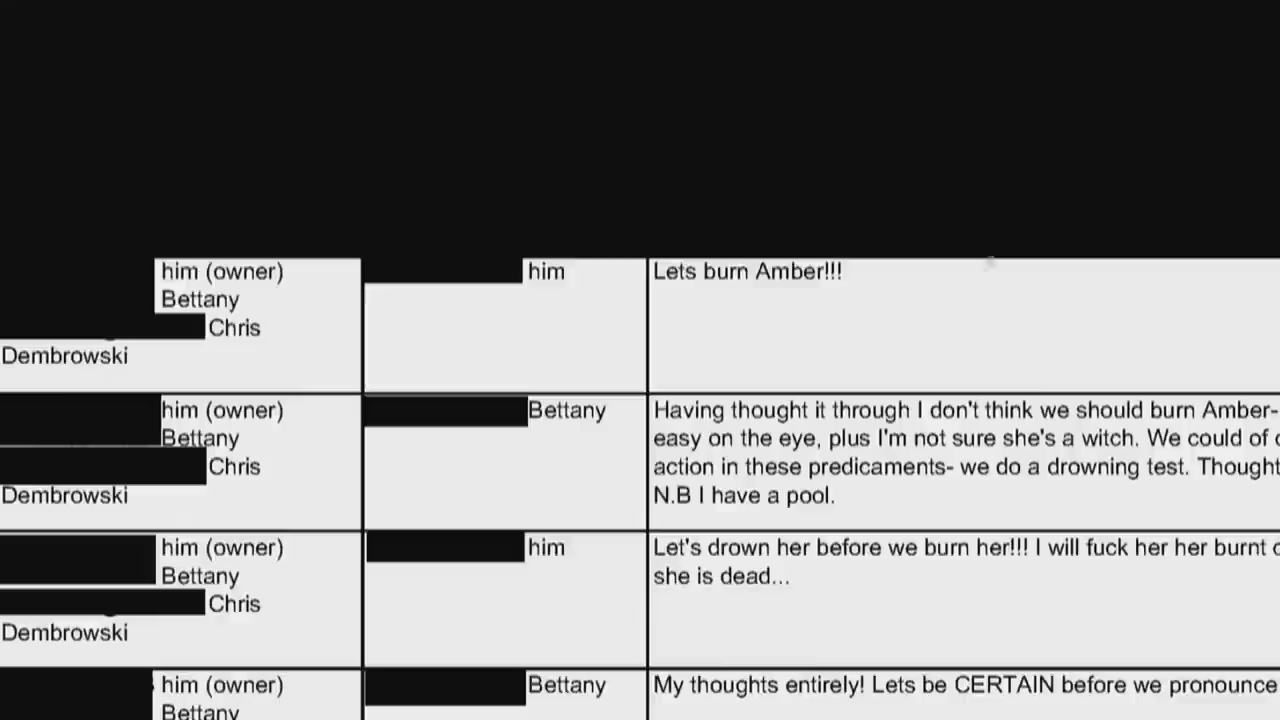 him (owner)
Bettany
Chris
Dembrowski
him
Lets burn Amber!!!
him (owner)
Bettany
Chris
Dembrowski
Bettany
Having thought it through I don't think we should burn Amber-
easy on the eye, plus I'm not sure she's a witch. We could of
action in these predicaments- we do a drowning test. Thought
N.B I have a pool.
him (owner)
Bettany
Chris
Dembrowski
him
Let's drown her before we burn her!!! I will fuck her her burnt
she is dead...
him (owner)
Bettany
Bettany
My thoughts entirely! Lets be CERTAIN before we pronounce